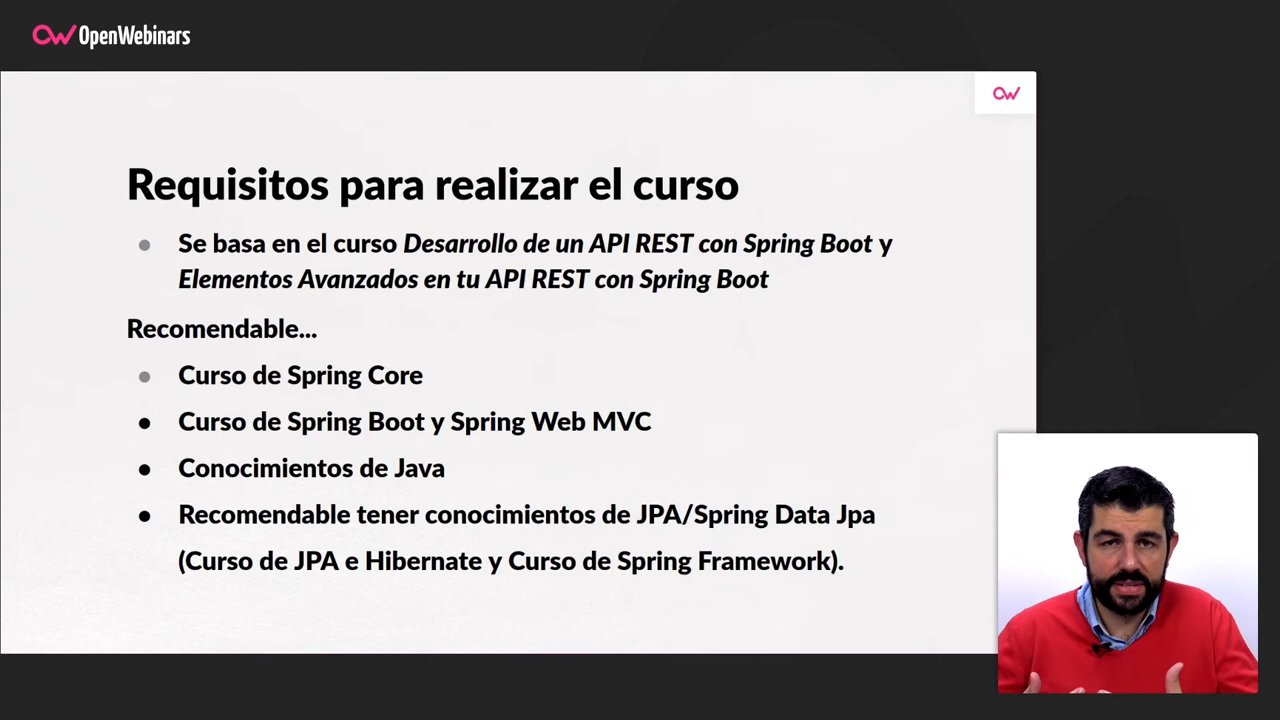 OpenWebinars
Requisitos para realizar el curso
● Se basa en el curso Desarrollo de un API REST con Spring Boot y
Elementos Avanzados en tu API REST con Spring Boot
Recomendable...
● Curso de Spring Core
● Curso de Spring Boot y Spring Web MVC
● Conocimientos de Java
● Recomendable tener conocimientos de JPA/Spring Data Jpa
(Curso de JPA e Hibernate y Curso de Spring Framework).